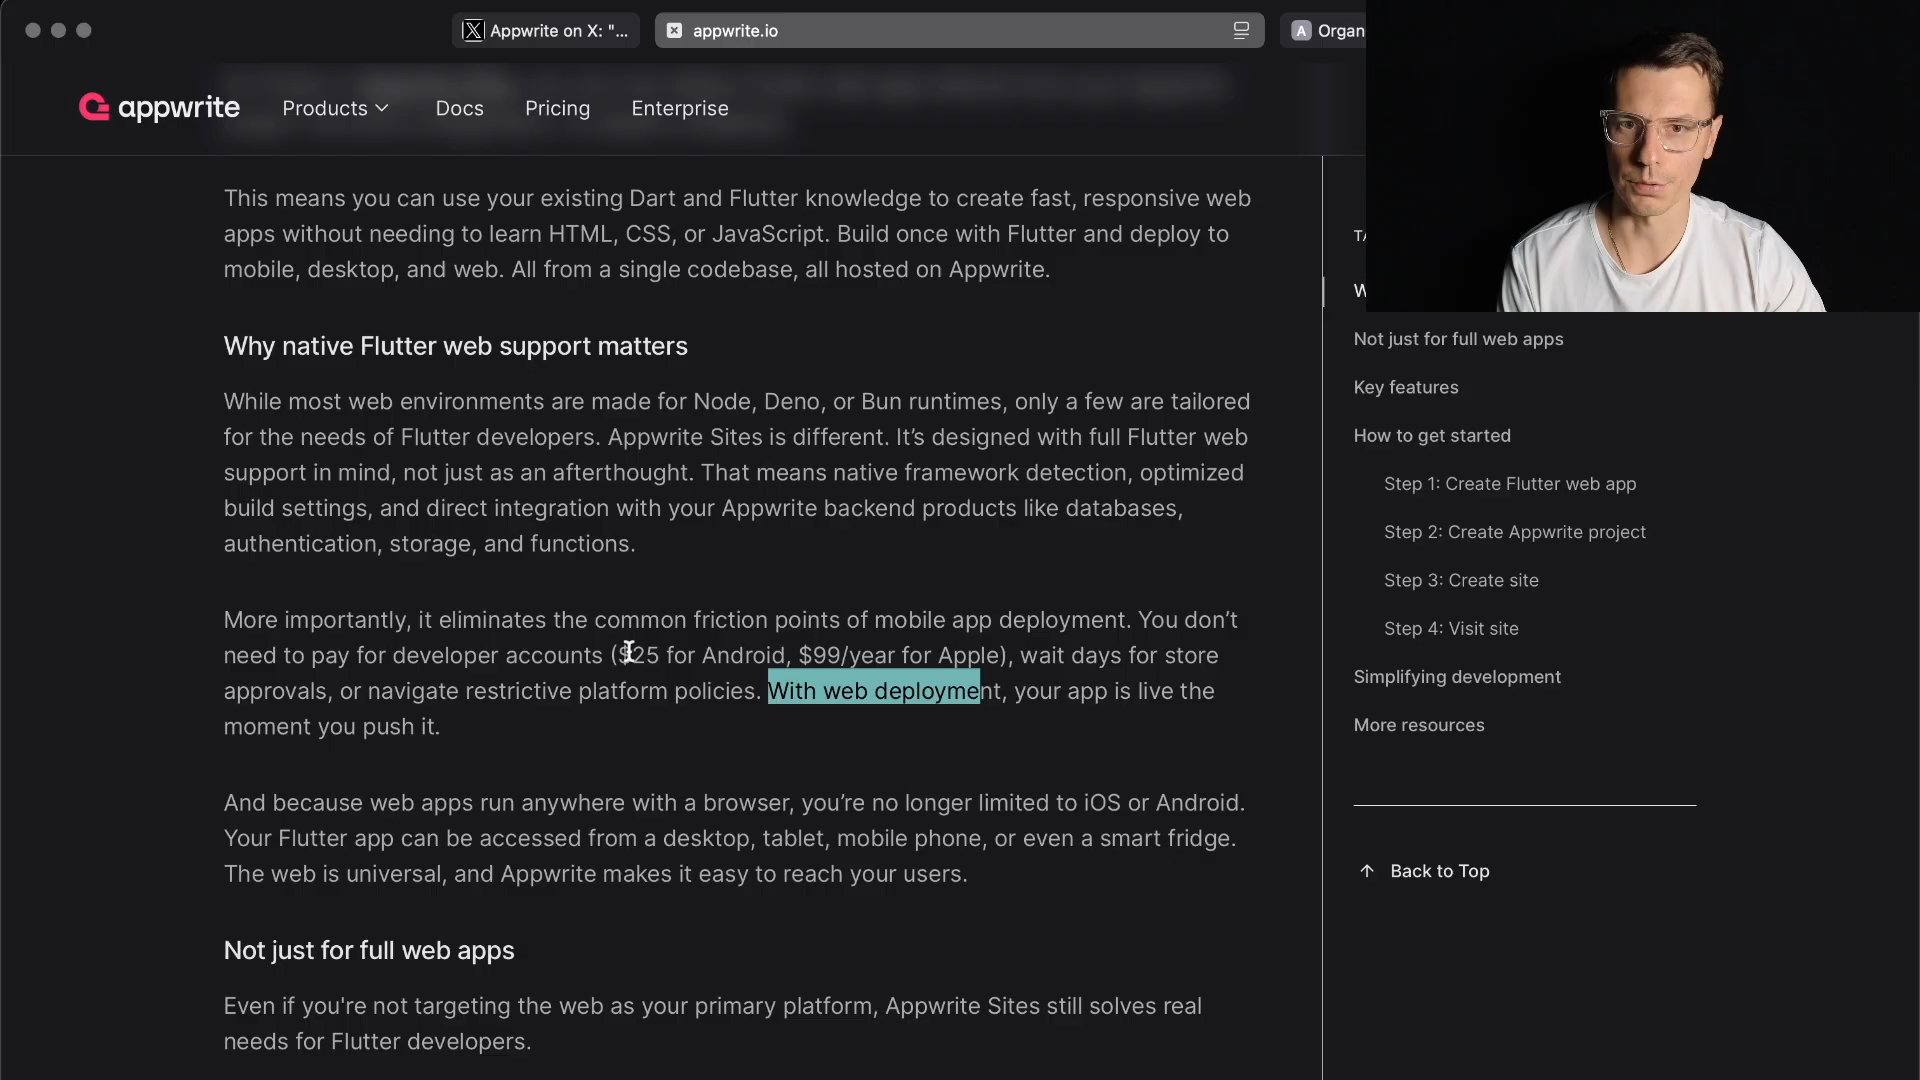 Appwrite on X: "...
appwrite.io
A Organ
appwrite
Products
Docs
Pricing
Enterprise
This means you can use your existing Dart and Flutter knowledge to create fast, responsive web
apps without needing to learn HTML, CSS, or JavaScript. Build once with Flutter and deploy to
mobile, desktop, and web. All from a single codebase, all hosted on Appwrite.
Why native Flutter web support matters
While most web environments are made for Node, Deno, or Bun runtimes, only a few are tailored
for the needs of Flutter developers. Appwrite Sites is different. It’s designed with full Flutter web
support in mind, not just as an afterthought. That means native framework detection, optimized
build settings, and direct integration with your Appwrite backend products like databases,
authentication, storage, and functions.
More importantly, it eliminates the common friction points of mobile app deployment. You don’t
need to pay for developer accounts ($25 for Android, $99/year for Apple), wait days for store
approvals, or navigate restrictive platform policies. With web deployment, your app is live the
moment you push it.
And because web apps run anywhere with a browser, you’re no longer limited to iOS or Android.
Your Flutter app can be accessed from a desktop, tablet, mobile phone, or even a smart fridge.
The web is universal, and Appwrite makes it easy to reach your users.
Not just for full web apps
Even if you're not targeting the web as your primary platform, Appwrite Sites still solves real
needs for Flutter developers.
TA
W
Not just for full web apps
Key features
How to get started
Step 1: Create Flutter web app
Step 2: Create Appwrite project
Step 3: Create site
Step 4: Visit site
Simplifying development
More resources
Back to Top